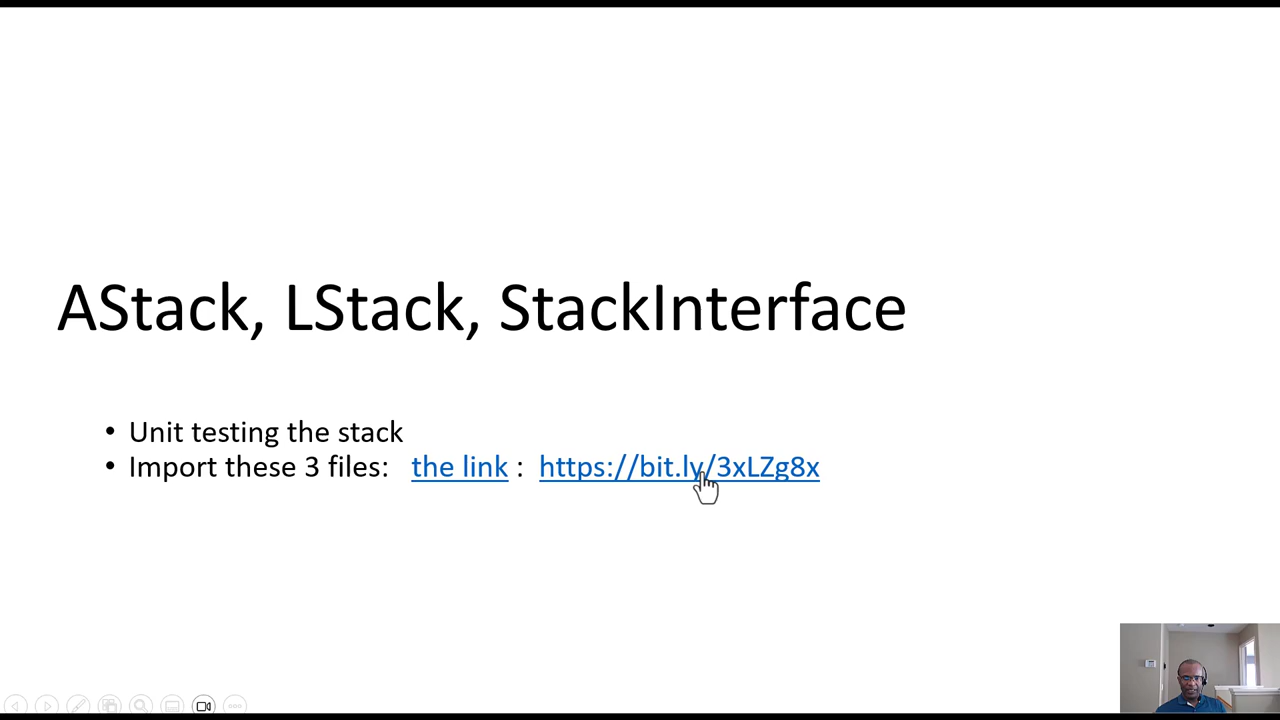 AStack, LStack, StackInterface
• Unit testing the stack
• Import these 3 files: the link : https://bit.ly/3xLZg8x